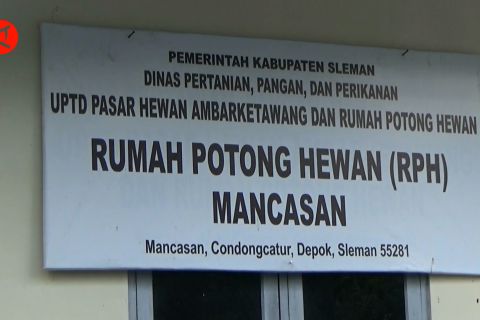 PEMERINTAH KABUPATEN SLEMAN
DINAS PERTANIAN, PANGAN, DAN PERIKANAN
UPTD PASAR HEWAN AMBARKETAWANG DAN RUMAH POTONG HEWAN
RUMAH POTONG HEWAN (RPH)
MANCASAN
Mancasan, Condongcatur, Depok, Sleman 55281